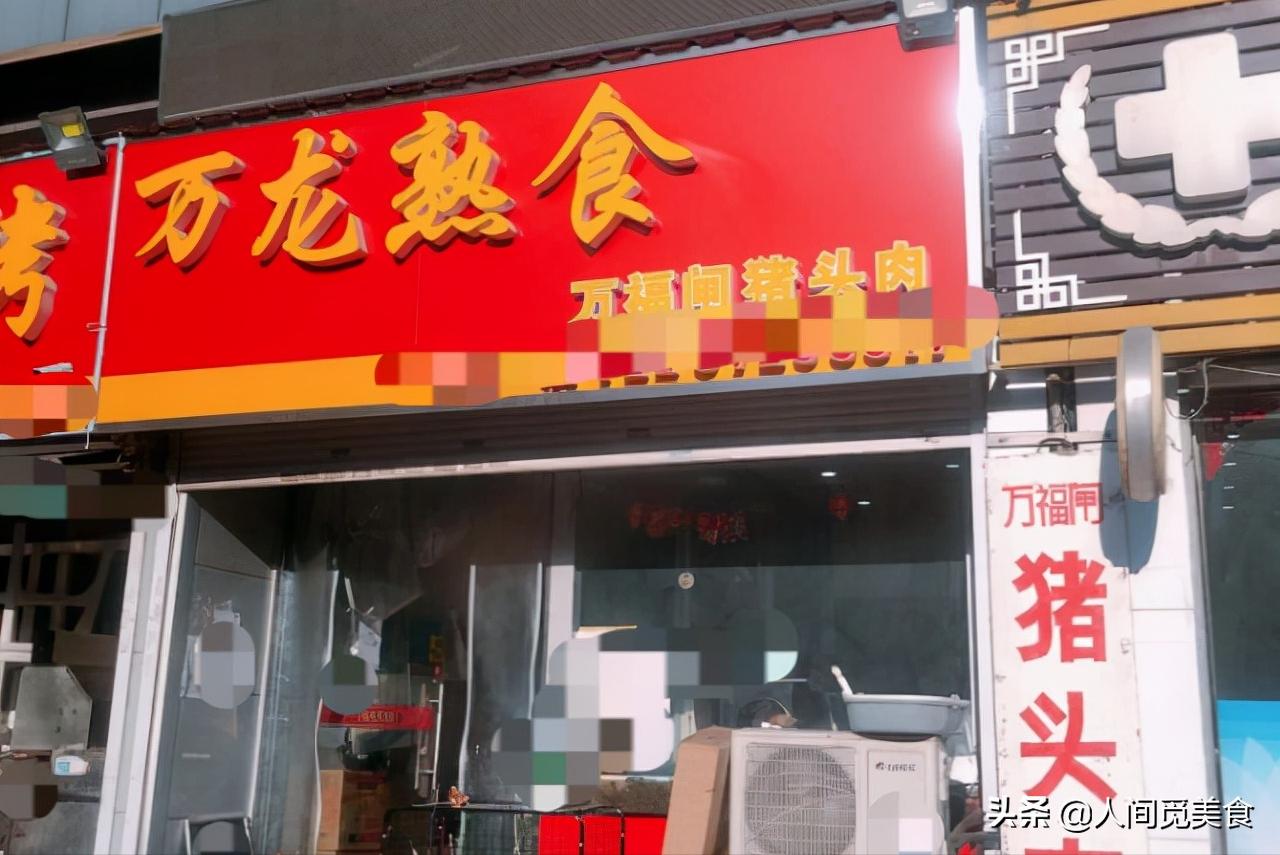 万龙熟食
万福闸猪头肉
烤
万福闸
猪
头
头条 @人间觅美食